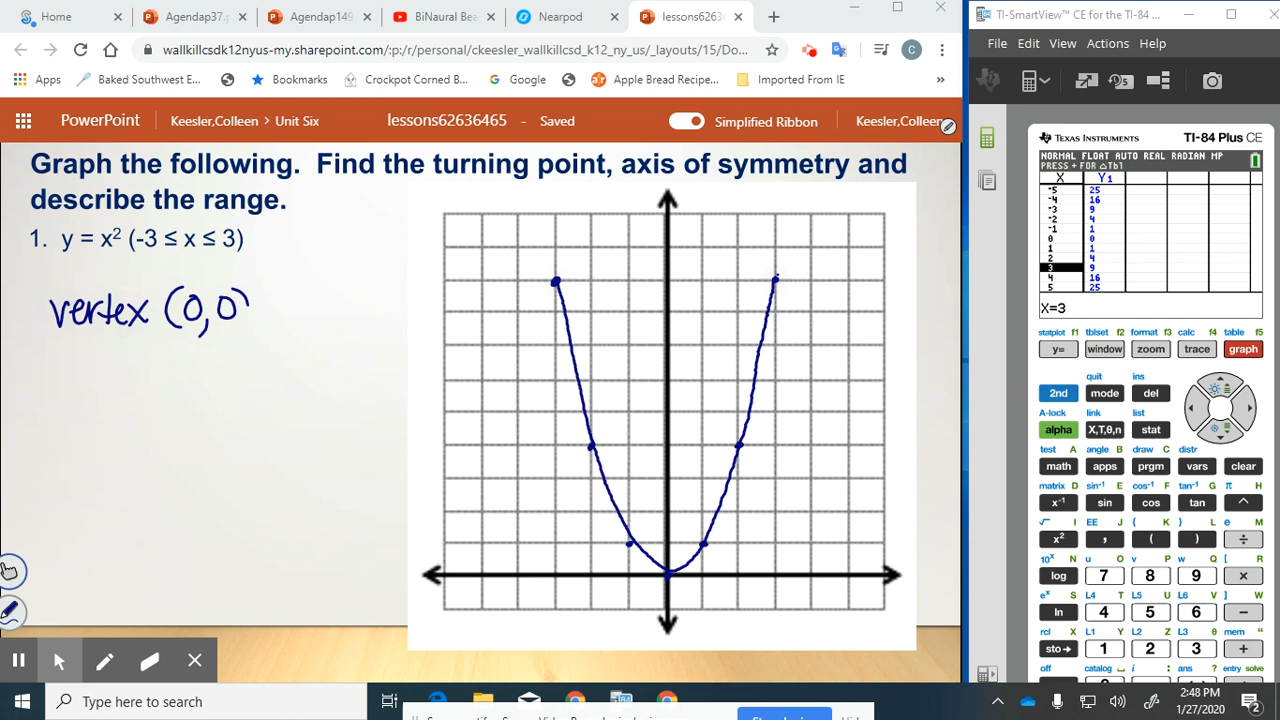 Home
Agendap37.
Agendap149
BiNaural Bea
Nearpod
lessons6263
TI-SmartView™ CE for the TI-84 ...
wallkillcsdk12nyus-my.sharepoint.com/:p:/r/personal/ckeesler_wallkillcsd_k12_ny_us/_layouts/15/Do...
C
File Edit View Actions Help
Apps
Baked Southwest E...
Bookmarks
Crockpot Corned B...
Google
Apple Bread Recipe...
Imported From IE
»
PowerPoint
Keesler,Colleen > Unit Six
lessons62636465 - Saved
Simplified Ribbon
Keesler,Colleen
Graph the following. Find the turning point, axis of symmetry and
describe the range.
1. y = x² (-3 ≤ x ≤ 3)
vertex (0,0)
TEXAS INSTRUMENTS TI-84 Plus CE
NORMAL FLOAT AUTO REAL RADIAN MP
PRESS + FOR △Tbl
X Y1
-5 25
-4 16
-3 9
-2 4
-1 1
0 0
1 1
2 4
3 9
4 16
5 25
X=3
statplot f1 tblset f2 format f3 calc f4 table f5
y= window zoom trace graph
quit ins
2nd mode del
A-lock link list
alpha X,T,θ,n stat
test A angle B draw C distr
math apps prgm vars clear
matrix D sin⁻¹ E cos⁻¹ F tan⁻¹ G π H
x⁻¹ sin cos tan ^
√ I EE J { K } L e M
x² , ( ) ÷
10ˣ N u O v P w Q [ R
log 7 8 9 ×
eˣ S L4 T L5 U L6 V ] W
ln 4 5 6 −
rcl X L1 Y L2 Z L3 θ mem "
sto→ 1 2 3 +
off catalog i : ans ? entry solve
Type here to search
2:48 PM
1/27/2020
2